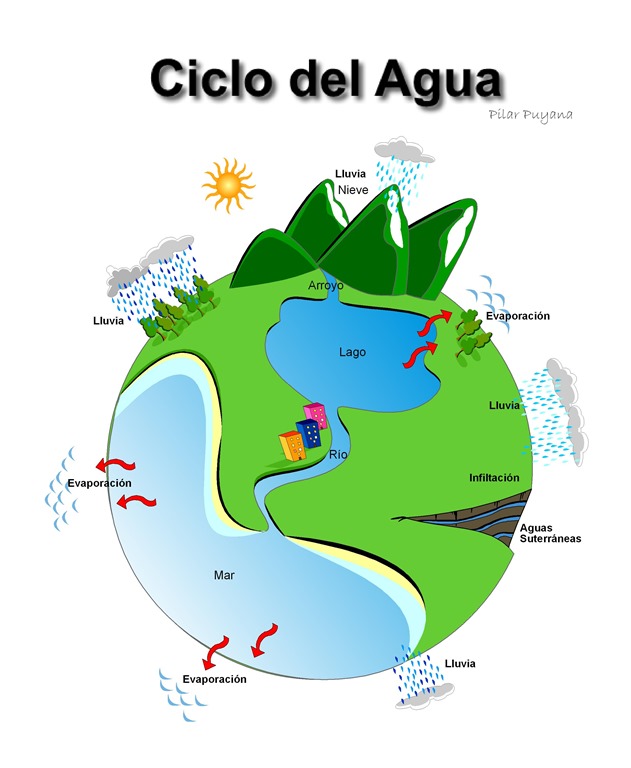 Ciclo del Agua
Pilar Puyana
Lluvia
Nieve
Arroyo
Lluvia
Evaporación
Lago
Lluvia
Río
Infiltación
Evaporación
Aguas
Suterráneas
Mar
Lluvia
Evaporación